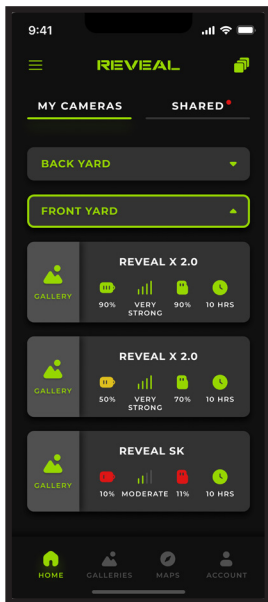 9:41
REVEAL
MY CAMERAS SHARED
BACK YARD
FRONT YARD
REVEAL X 2.0
GALLERY
90% VERY STRONG 90% 10 HRS
REVEAL X 2.0
GALLERY
50% VERY STRONG 70% 10 HRS
REVEAL SK
GALLERY
10% MODERATE 11% 10 HRS
HOME GALLERIES MAPS ACCOUNT